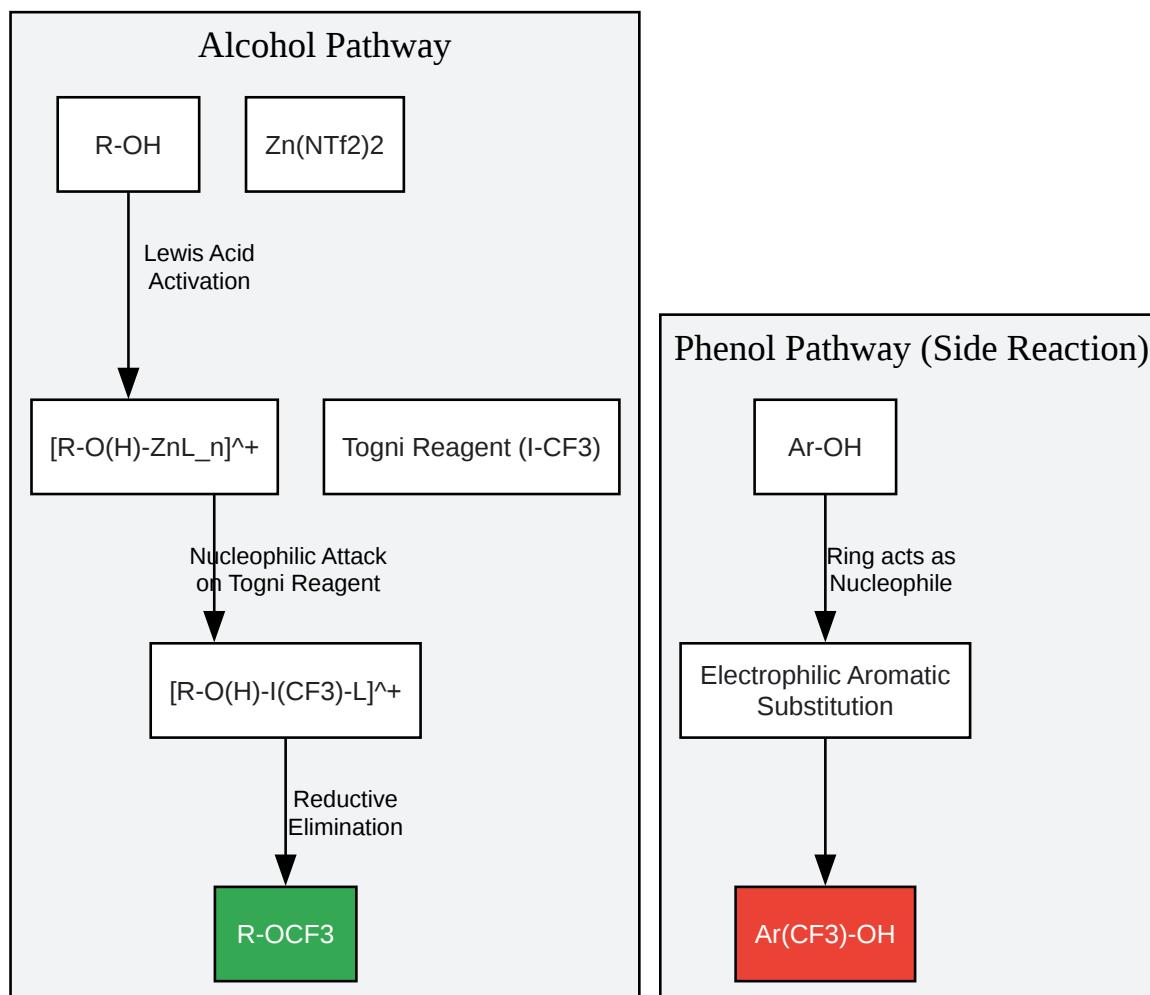 Alcohol Pathway
R-OH
Zn(NTf2)2
Lewis Acid
Activation
[R-O(H)-ZnL_n]^+
Togni Reagent (I-CF3)
Nucleophilic Attack
on Togni Reagent
[R-O(H)-I(CF3)-L]^+
Reductive
Elimination
R-OCF3
Phenol Pathway (Side Reaction)
Ar-OH
Ring acts as
Nucleophile
Electrophilic Aromatic
Substitution
Ar(CF3)-OH